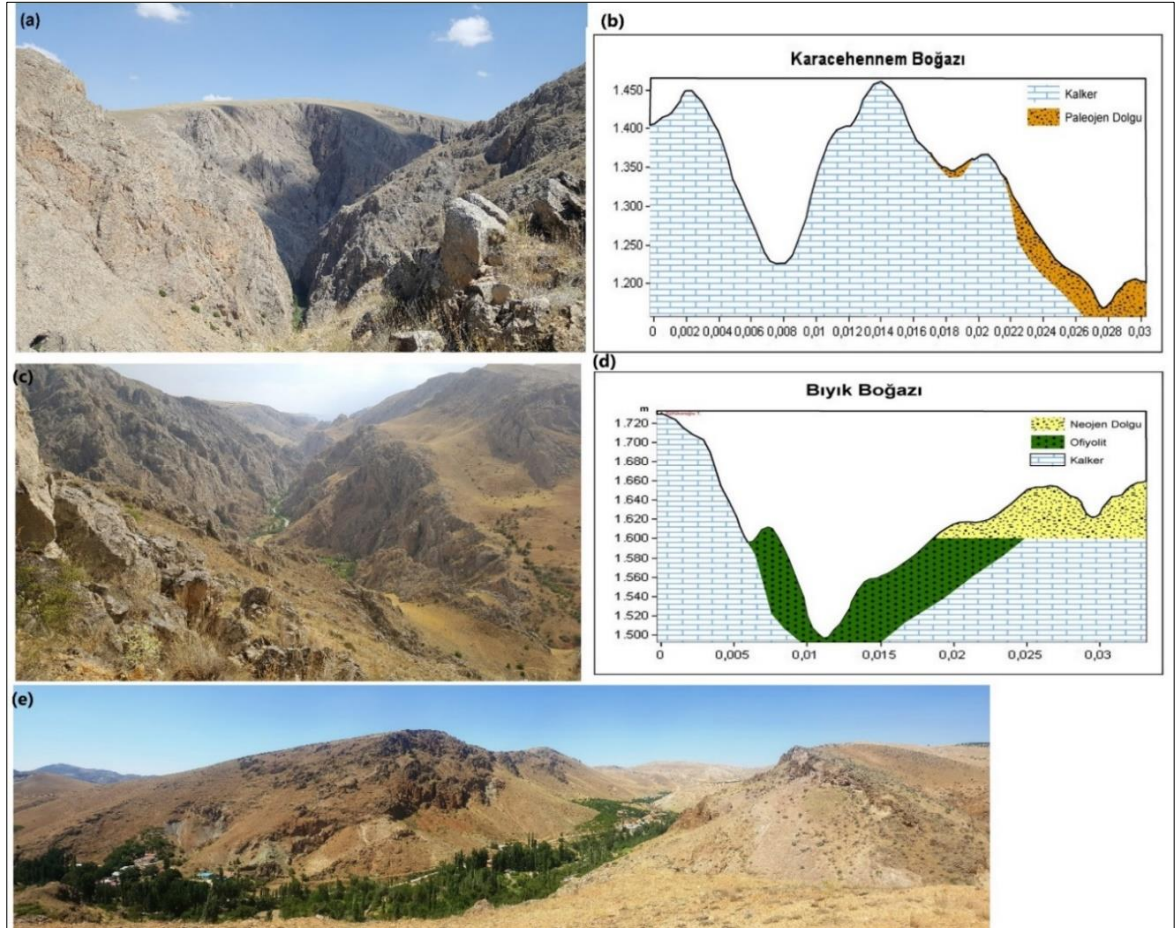 (a)
(b)
Karacehennem Boğazı
1.450
1.400
1.350
1.300
1.250
1.200
Kalker
Paleojen Dolgu
0 0,002 0,004 0,006 0,008 0,01 0,012 0,014 0,016 0,018 0,02 0,022 0,024 0,026 0,028 0,03
(c)
(d)
Bıyık Boğazı
m
1.720
1.700
1.680
1.660
1.640
1.620
1.600
1.580
1.560
1.540
1.520
1.500
Neojen Dolgu
Ofiyolit
Kalker
0 0,005 0,01 0,015 0,02 0,025 0,03
(e)